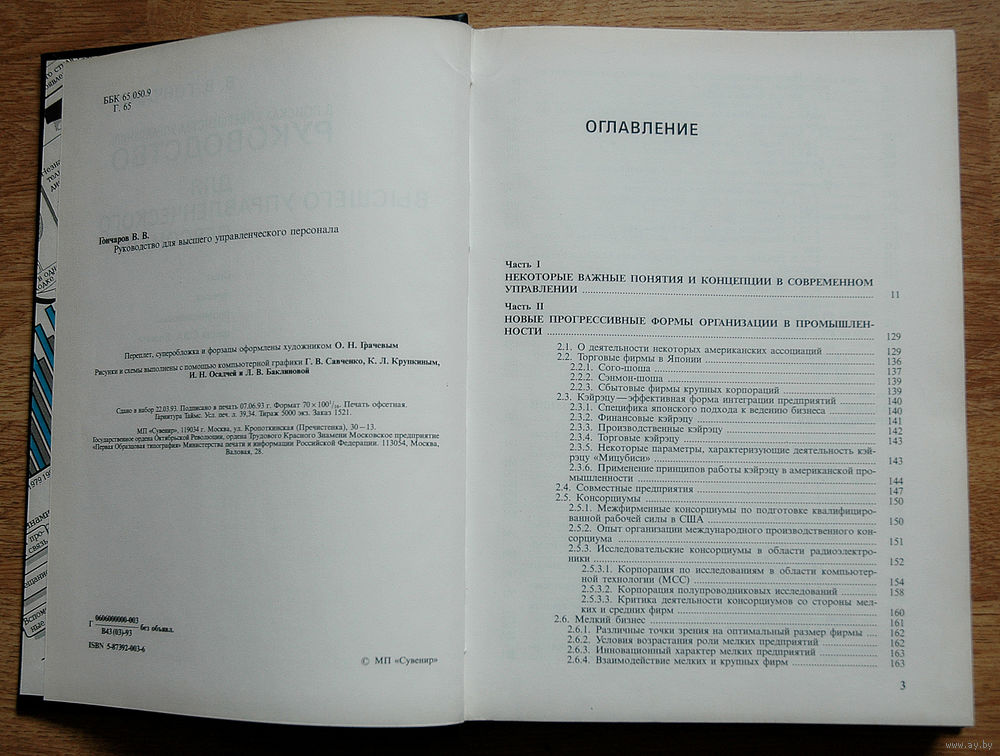 ББК 65 050.9
Г. 65
Гончаров В. В.
Руководство для высшего управленческого персонала
Переплет, суперобложка и форзацы оформлены художником О. Н. Грачевым
Рисунки и схемы выполнены с помощью компьютерной графики Г. В. Савченко, К. Л. Крупкиным,
И. Н. Осадчей и Л. В. Баклиновой
Сдано в набор 22.03.93. Подписано в печать 07.06.93 г. Формат 70 × 100¹/₁₆. Печать офсетная.
Гарнитура Таймс. Усл. печ. л. 39,34. Тираж 5000 экз. Заказ 1521.
МП «Сувенир», 119034 г. Москва, ул. Кропоткинская (Пречистенка), 30—13.
Государственные ордена Октябрьской Революции, ордена Трудового Красного Знамени Московское предприятие
«Первая Образцовая типография» Министерства печати и информации Российской Федерации. 113054, Москва,
Валовая, 28.
Г 0606000000-003
В43(03)-93 без объявл.
ISBN 5-87392-003-6
© МП «Сувенир»
ОГЛАВЛЕНИЕ
Часть I
НЕКОТОРЫЕ ВАЖНЫЕ ПОНЯТИЯ И КОНЦЕПЦИИ В СОВРЕМЕННОМ
УПРАВЛЕНИИ 11
Часть II
НОВЫЕ ПРОГРЕССИВНЫЕ ФОРМЫ ОРГАНИЗАЦИИ В ПРОМЫШЛЕН-
НОСТИ 129
2.1. О деятельности некоторых американских ассоциаций 129
2.2. Торговые фирмы в Японии 136
2.2.1. Сого-шоша 137
2.2.2. Сэнмон-шоша 139
2.2.3. Сбытовые фирмы крупных корпораций 139
2.3. Кэйрэцу—эффективная форма интеграции предприятий 140
2.3.1. Специфика японского подхода к ведению бизнеса 140
2.3.2. Финансовые кэйрэцу 141
2.3.3. Производственные кэйрэцу 142
2.3.4. Торговые кэйрэцу 143
2.3.5. Некоторые параметры, характеризующие деятельность кэй-
рэцу «Мицубиси» 143
2.3.6. Применение принципов работы кэйрэцу в американской про-
мышленности 144
2.4. Совместные предприятия 147
2.5. Консорциумы 150
2.5.1. Межфирменные консорциумы по подготовке квалифициро-
ванной рабочей силы в США 150
2.5.2. Опыт организации международного производственного кон-
сорциума 151
2.5.3. Исследовательские консорциумы в области радиоэлектро-
ники 152
2.5.3.1. Корпорация по исследованиям в области компьютер-
ной технологии (МСС) 154
2.5.3.2. Корпорация полупроводниковых исследований 158
2.5.3.3. Критика деятельности консорциумов со стороны мел-
ких и средних фирм 160
2.6. Мелкий бизнес 161
2.6.1. Различные точки зрения на оптимальный размер фирмы 162
2.6.2. Условия возрастания роли мелких предприятий 162
2.6.3. Инновационный характер мелких предприятий 163
2.6.4. Взаимодействие мелких и крупных фирм 163
3
www.ay.by